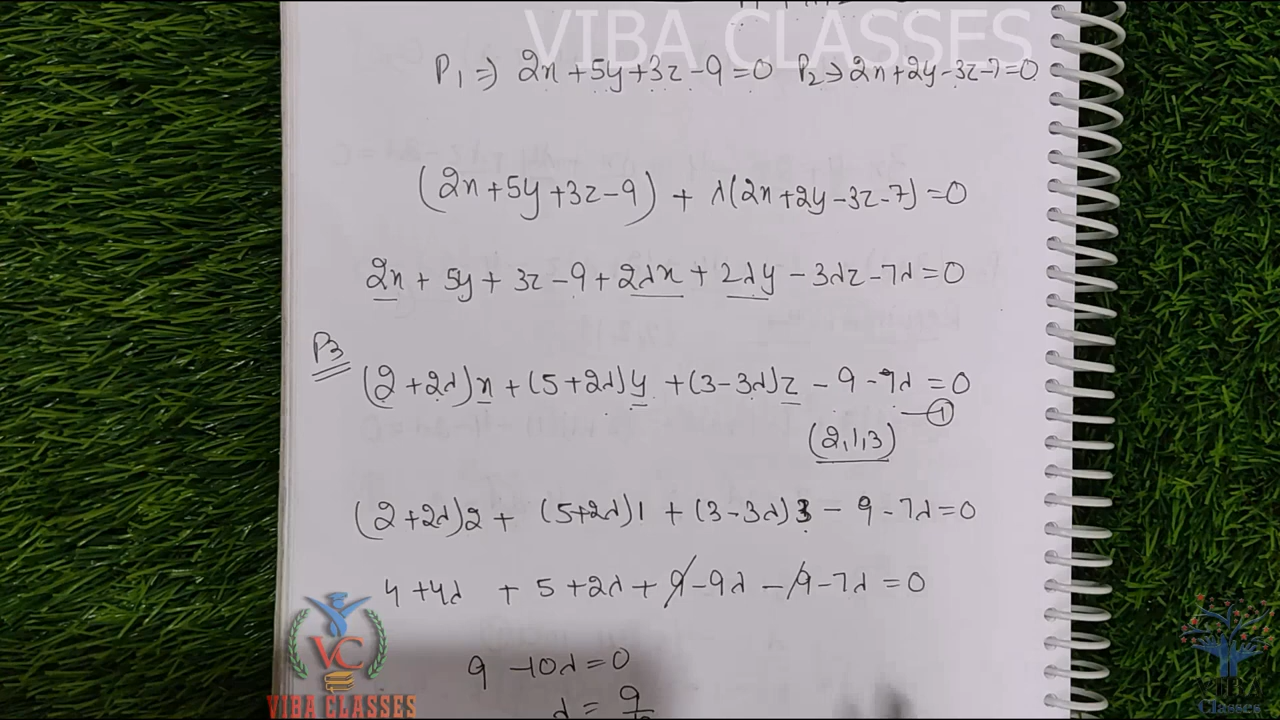 VIBA CLASSES
P₁ ⇒ 2x + 5y + 3z - 9 = 0 P₂ ⇒ 2x + 2y - 3z - 7 = 0
(2x + 5y + 3z - 9) + λ(2x + 2y - 3z - 7) = 0
2x + 5y + 3z - 9 + 2λx + 2λy - 3λz - 7λ = 0
P3
(2 + 2λ)x + (5 + 2λ)y + (3 - 3λ)z - 9 - 7λ = 0
—①
(2,1,3)
(2 + 2λ)2 + (5+2λ)1 + (3 - 3λ)3 - 9 - 7λ = 0
4 + 4λ + 5 + 2λ + 9 - 9λ - 9 - 7λ = 0
9 - 10λ = 0
λ = 9
VC
VIBA CLASSES
VIBA
Classes